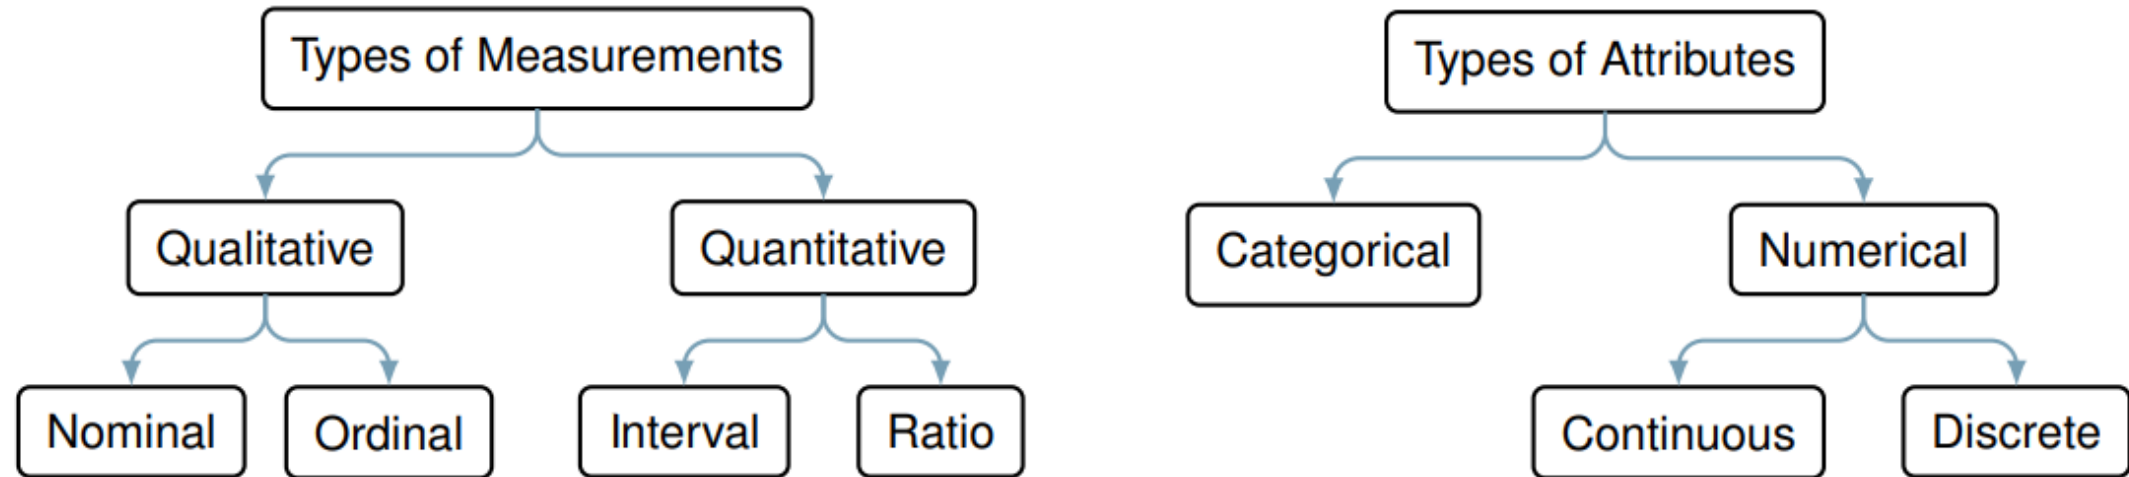 Types of Measurements
Types of Attributes
Qualitative
Quantitative
Categorical
Numerical
Nominal
Ordinal
Interval
Ratio
Continuous
Discrete